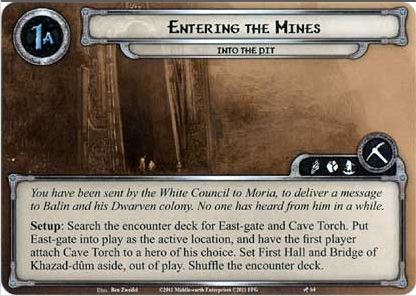 1A
ENTERING THE MINES
INTO THE PIT
You have been sent by the White Council to Moria, to deliver a message
to Balin and his Dwarven colony. No one has heard from him in a while.
Setup: Search the encounter deck for East-gate and Cave Torch. Put
East-gate into play as the active location, and have the first player
attach Cave Torch to a hero of his choice. Set First Hall and Bridge of
Khazad-dûm aside, out of play. Shuffle the encounter deck.
Illus. Ben Zweifel ©2011 Middle-earth Enterprises ©2011 FFG 64